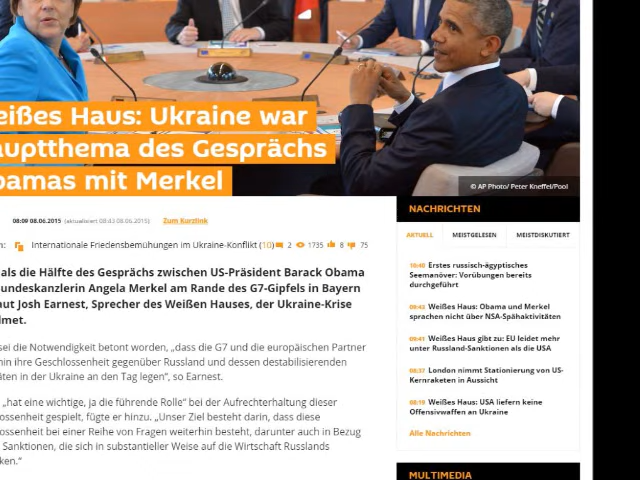 eißes Haus: Ukraine war
auptthema des Gesprächs
bamas mit Merkel
© AP Photo/ Peter Kneffel/Pool
08:09 08.06.2015 (aktualisiert 08:43 08.06.2015) Zum Kurzlink
n: Internationale Friedensbemühungen im Ukraine-Konflikt (10) 2 1735 8 75
als die Hälfte des Gesprächs zwischen US-Präsident Barack Obama
undeskanzlerin Angela Merkel am Rande des G7-Gipfels in Bayern
aut Josh Earnest, Sprecher des Weißen Hauses, der Ukraine-Krise
dmet.
sei die Notwendigkeit betont worden, „dass die G7 und die europäischen Partner
hin ihre Geschlossenheit gegenüber Russland und dessen destabilisierenden
äten in der Ukraine an den Tag legen“, so Earnest.
„hat eine wichtige, ja die führende Rolle“ bei der Aufrechterhaltung dieser
ossenheit gespielt, fügte er hinzu. „Unser Ziel besteht darin, dass diese
ossenheit bei einer Reihe von Fragen weiterhin besteht, darunter auch in Bezug
Sanktionen, die sich in substantieller Weise auf die Wirtschaft Russlands
ken.“
NACHRICHTEN
AKTUELL MEISTGELESEN MEISTDISKUTIERT
Erstes russisch-ägyptisches
Seemanöver: Vorübungen bereits
durchgeführt
09:43 Weißes Haus: Obama und Merkel
sprachen nicht über NSA-Spähaktivitäten
09:41 Weißes Haus gibt zu: EU leidet mehr
unter Russland-Sanktionen als die USA
08:37 London nimmt Stationierung von US-
Kernraketen in Aussicht
08:19 Weißes Haus: USA liefern keine
Offensivwaffen an Ukraine
Alle Nachrichten
MULTIMEDIA